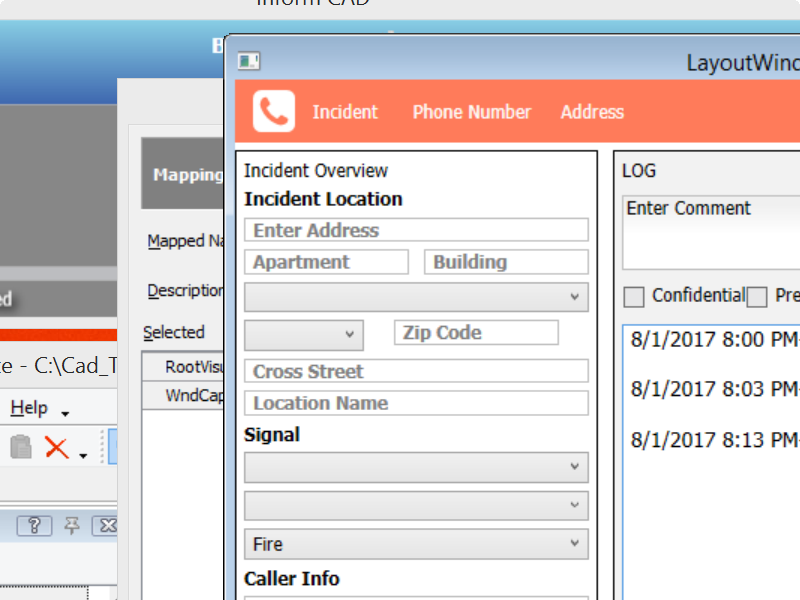 Inform CAD
LayoutWind
Incident Phone Number Address
Mapping
Incident Overview
Incident Location
Enter Address
Apartment Building
Zip Code
Cross Street
Location Name
Signal
Fire
Caller Info
LOG
Enter Comment
Confidential Pre
8/1/2017 8:00 PM-
8/1/2017 8:03 PM-
8/1/2017 8:13 PM-
Mapped Na
Description
Selected
RootVisu
WndCap
ed
te - C:\Cad_T
Help